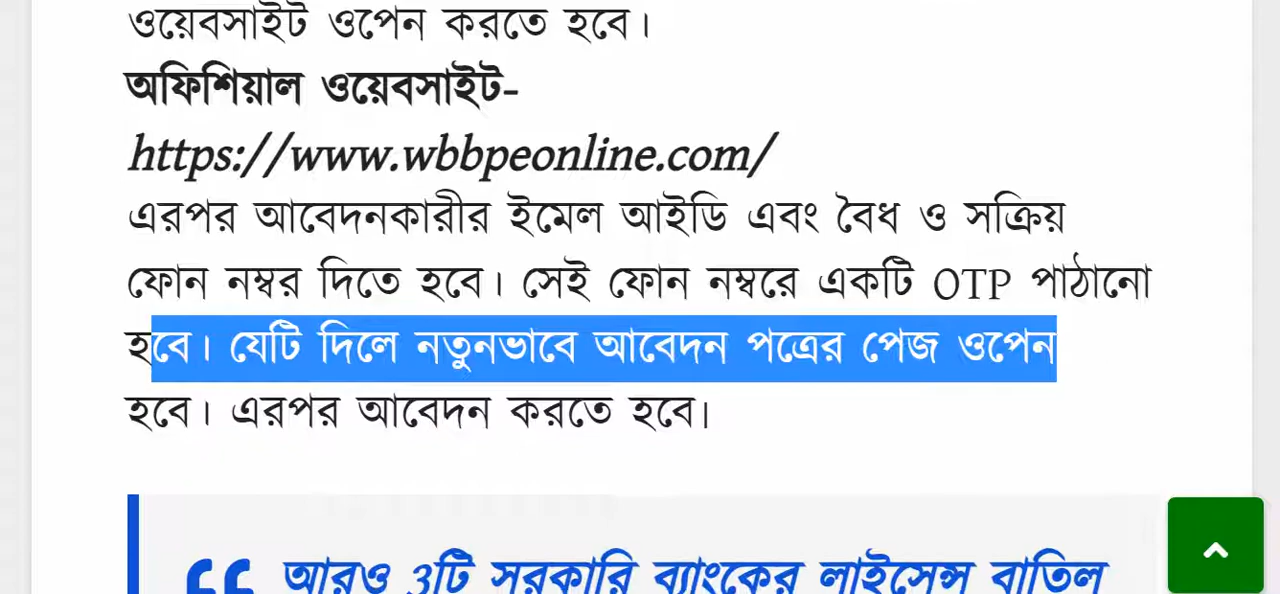 ওয়েবসাইট ওপেন করতে হবে।
অফিশিয়াল ওয়েবসাইট-
https://www.wbbpeonline.com/
এরপর আবেদনকারীর ইমেল আইডি এবং বৈধ ও সক্রিয়
ফোন নম্বর দিতে হবে। সেই ফোন নম্বরে একটি OTP পাঠানো
হবে। যেটি দিলে নতুনভাবে আবেদন পত্রের পেজ ওপেন
হবে। এরপর আবেদন করতে হবে।
“ আরও 3টি সরকারি ব্যাংকের লাইসেন্স বাতিল